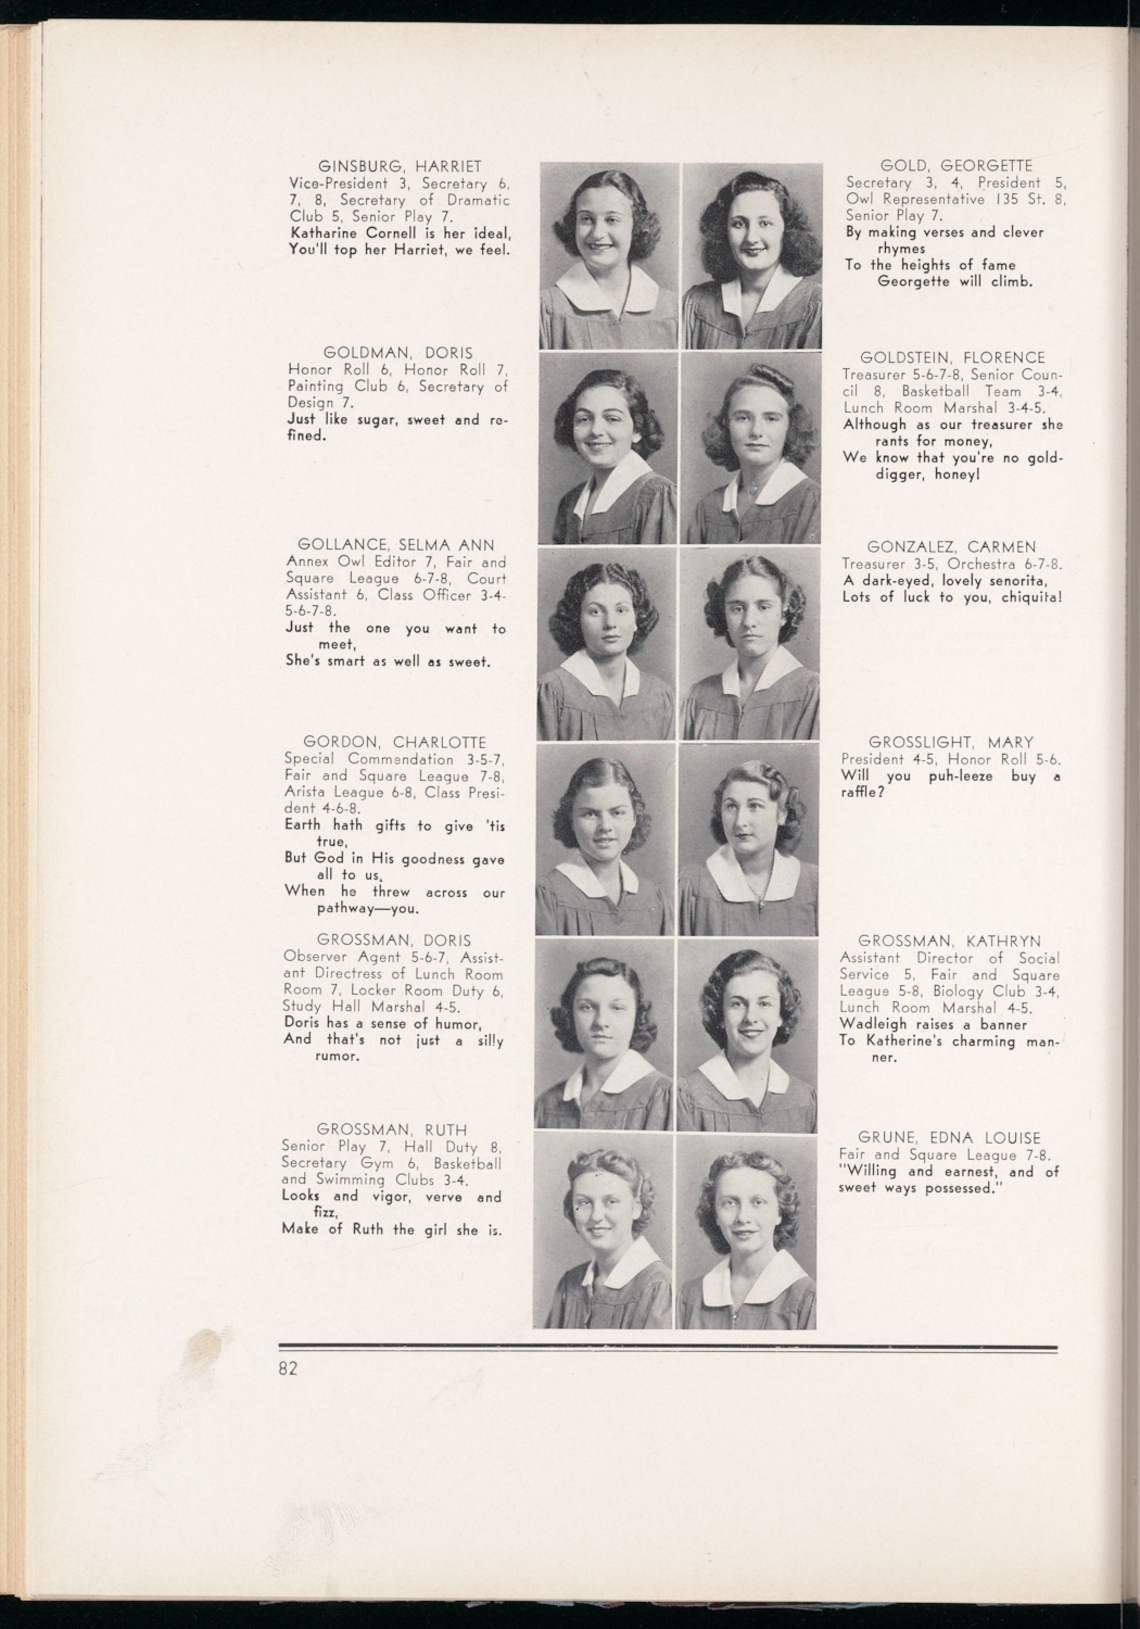 GINSBURG, HARRIET
Vice-President 3, Secretary 6,
7, 8, Secretary of Dramatic
Club 5, Senior Play 7.
Katharine Cornell is her ideal,
You'll top her Harriet, we feel.
GOLD, GEORGETTE
Secretary 3, 4, President 5,
Owl Representative 135 St. 8,
Senior Play 7.
By making verses and clever
rhymes
To the heights of fame
Georgette will climb.
GOLDMAN, DORIS
Honor Roll 6, Honor Roll 7,
Painting Club 6, Secretary of
Design 7.
Just like sugar, sweet and re-
fined.
GOLDSTEIN, FLORENCE
Treasurer 5-6-7-8, Senior Coun-
cil 8, Basketball Team 3-4,
Lunch Room Marshal 3-4-5.
Although as our treasurer she
rants for money,
We know that you're no gold-
digger, honey!
GOLLANCE, SELMA ANN
Annex Owl Editor 7, Fair and
Square League 6-7-8, Court
Assistant 6, Class Officer 3-4-
5-6-7-8.
Just the one you want to
meet,
She's smart as well as sweet.
GONZALEZ, CARMEN
Treasurer 3-5, Orchestra 6-7-8.
A dark-eyed, lovely senorita,
Lots of luck to you, chiquita!
GORDON, CHARLOTTE
Special Commendation 3-5-7,
Fair and Square League 7-8,
Arista League 6-8, Class Presi-
dent 4-6-8.
Earth hath gifts to give 'tis
true,
But God in His goodness gave
all to us,
When he threw across our
pathway—you.
GROSSLIGHT, MARY
President 4-5, Honor Roll 5-6.
Will you puh-leeze buy a
raffle?
GROSSMAN, DORIS
Observer Agent 5-6-7, Assist-
ant Directress of Lunch Room
Room 7, Locker Room Duty 6,
Study Hall Marshal 4-5.
Doris has a sense of humor,
And that's not just a silly
rumor.
GROSSMAN, KATHRYN
Assistant Director of Social
Service 5, Fair and Square
League 5-8, Biology Club 3-4,
Lunch Room Marshal 4-5.
Wadleigh raises a banner
To Katherine's charming man-
ner.
GROSSMAN, RUTH
Senior Play 7, Hall Duty 8,
Secretary Gym 6, Basketball
and Swimming Clubs 3-4.
Looks and vigor, verve and
fizz,
Make of Ruth the girl she is.
GRUNE, EDNA LOUISE
Fair and Square League 7-8.
"Willing and earnest, and of
sweet ways possessed."
82